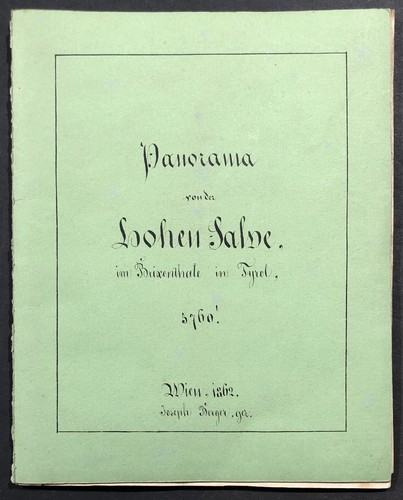 Panorama
von der
Hohen Salve.
im Brixenthale in Tyrol.
5760!
Wien. 1862.
Joseph Berger. gez.